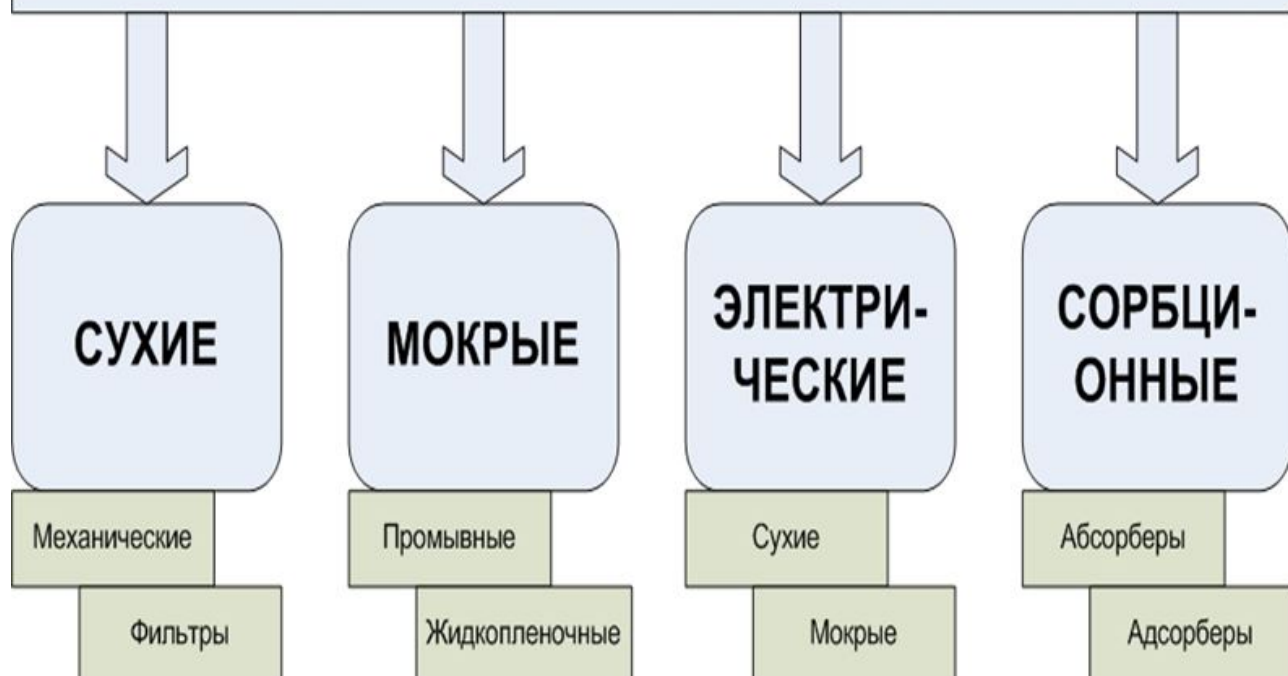 СУХИЕ
МОКРЫЕ
ЭЛЕКТРИ-
ЧЕСКИЕ
СОРБЦИ-
ОННЫЕ
Механические
Фильтры
Промывные
Жидкопленочные
Сухие
Мокрые
Абсорберы
Адсорберы